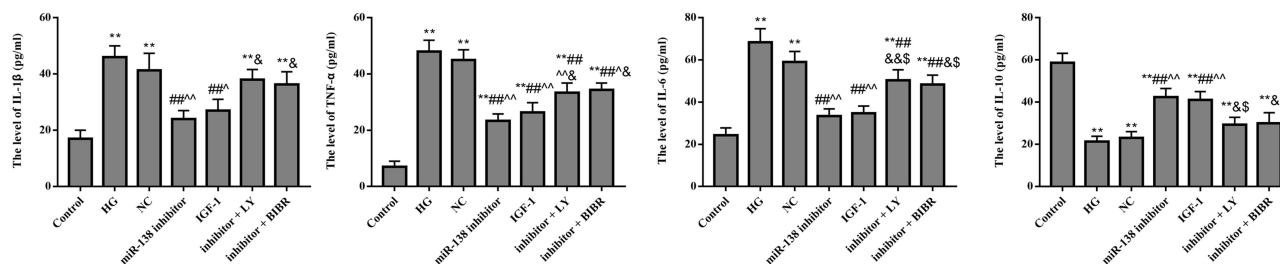 The level of IL-1β (pg/ml)
60
40
20
0
**
**
##^^
##^
**&
**&
Control
HG
NC
miR-138 inhibitor
IGF-1
inhibitor + LY
inhibitor + BIBR
The level of TNF-α (pg/ml)
60
40
20
0
**
**
**##^^
**##^^
**##
^^&
**##^&
Control
HG
NC
miR-138 inhibitor
IGF-1
inhibitor + LY
inhibitor + BIBR
The level of IL-6 (pg/ml)
80
60
40
20
0
**
**
##^^
##^^
**##
&&$
**##&$
Control
HG
NC
miR-138 inhibitor
IGF-1
inhibitor + LY
inhibitor + BIBR
The level of IL-10 (pg/ml)
80
60
40
20
0
**
**
**##^^
**##^^
**&$
**&
Control
HG
NC
miR-138 inhibitor
IGF-1
inhibitor + LY
inhibitor + BIBR